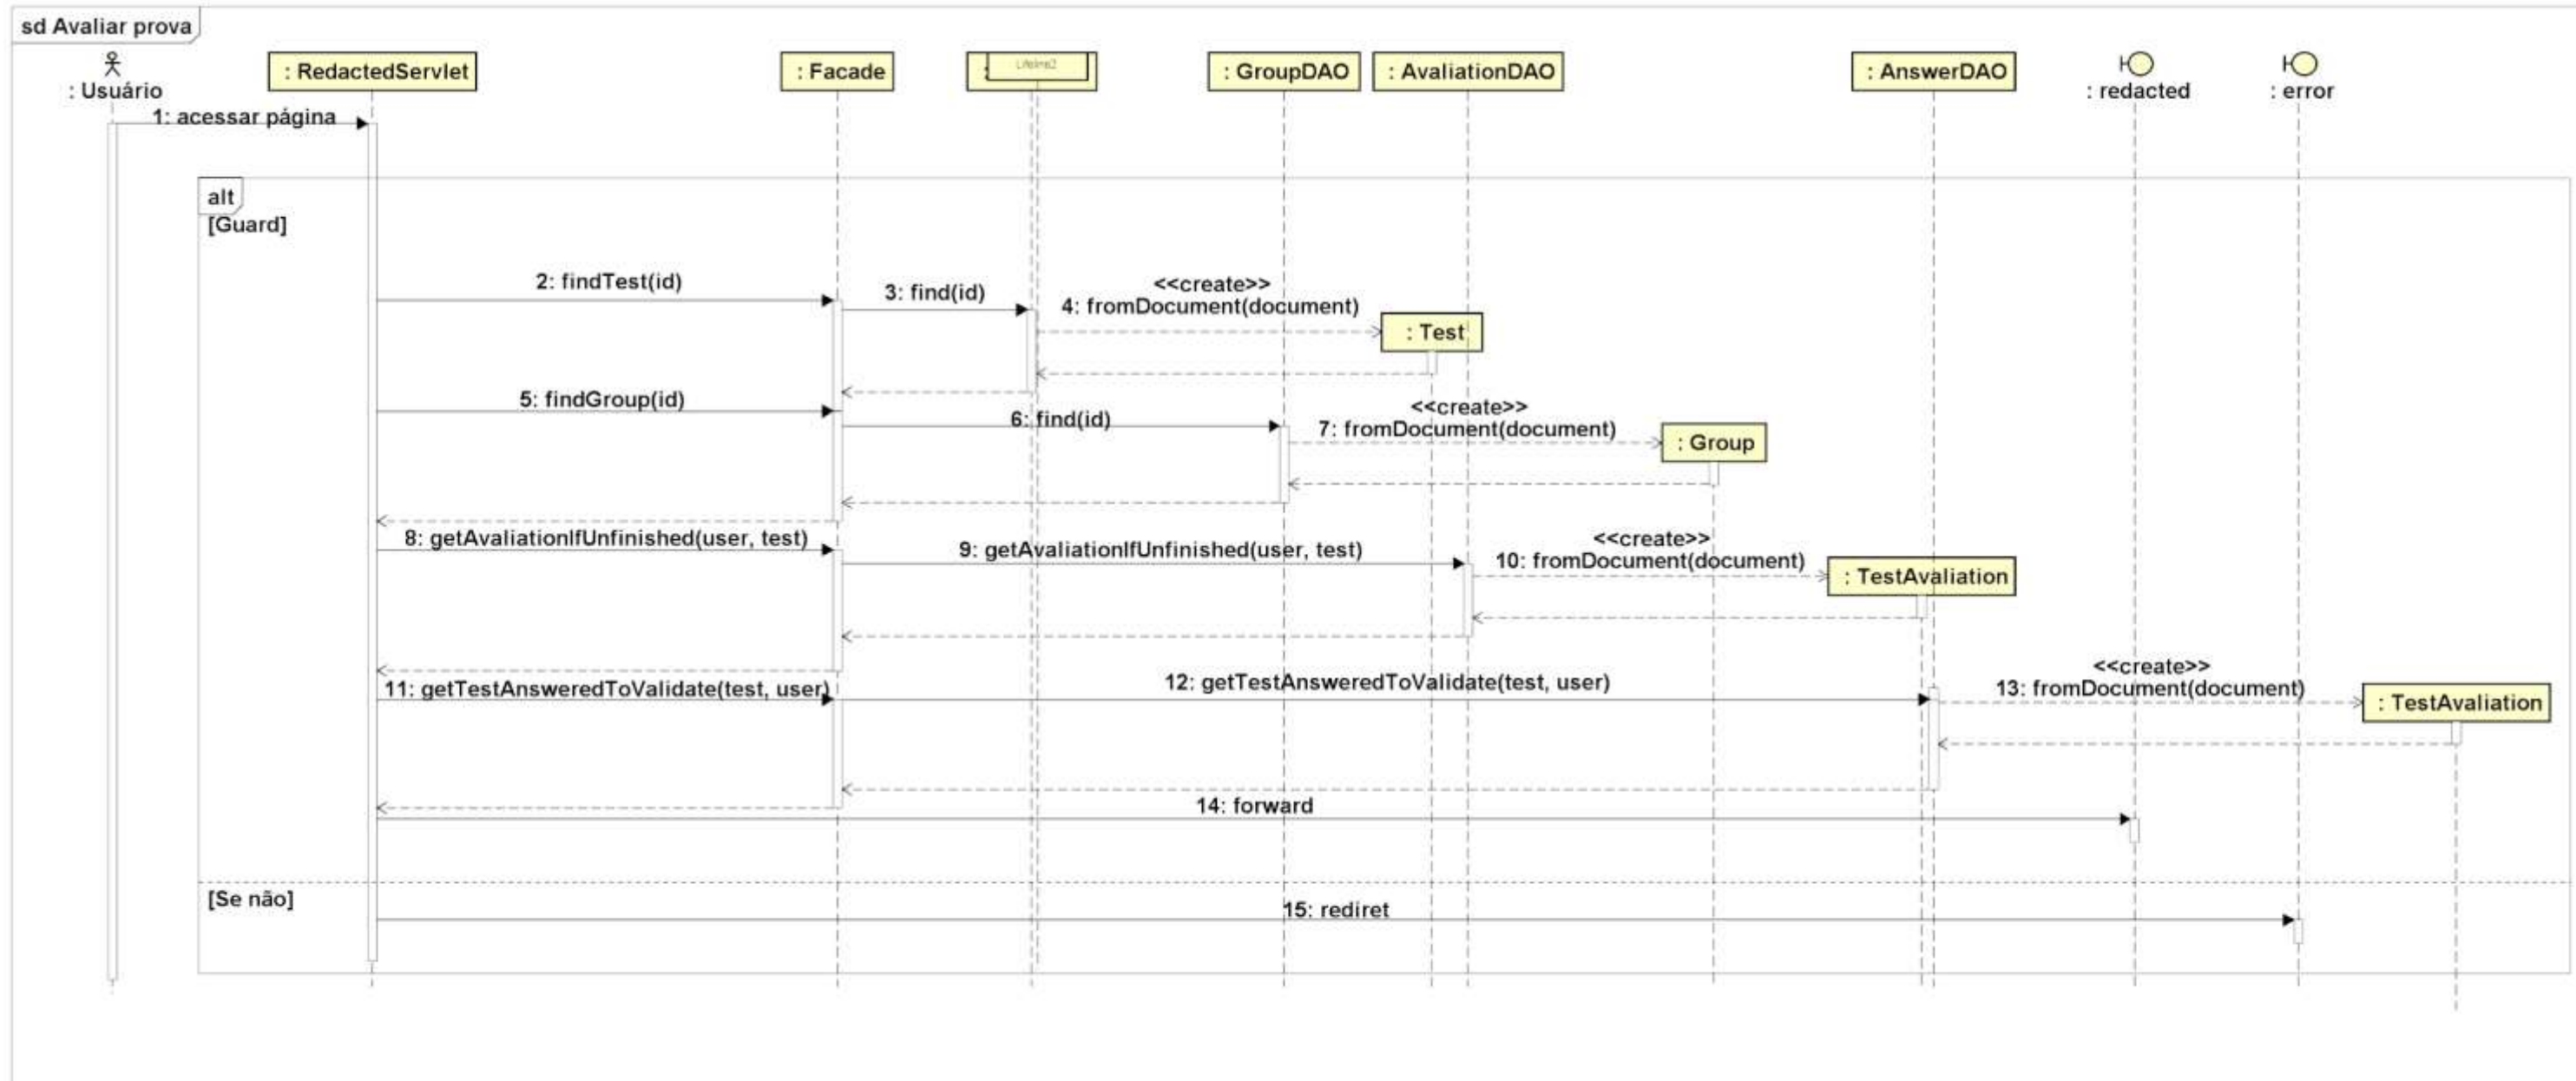 sd Avaliar prova
: Usuário
: RedactedServlet
: Facade
:
Lifeline2
: GroupDAO
: AvaliationDAO
: AnswerDAO
: redacted
: error
1: acessar página
alt
[Guard]
2: findTest(id)
3: find(id)
<<create>>
4: fromDocument(document)
: Test
5: findGroup(id)
6: find(id)
<<create>>
7: fromDocument(document)
: Group
8: getAvaliationIfUnfinished(user, test)
9: getAvaliationIfUnfinished(user, test)
<<create>>
10: fromDocument(document)
: TestAvaliation
11: getTestAnsweredToValidate(test, user)
12: getTestAnsweredToValidate(test, user)
<<create>>
13: fromDocument(document)
: TestAvaliation
14: forward
[Se não]
15: rediret